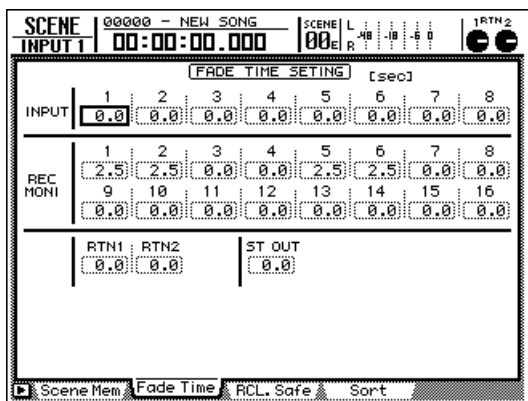 SCENE
INPUT 1
00000 - NEW SONG
00:00:00.000
SCENE
00E
L
R
-48 -18 -6 0
1 RTN 2
FADE TIME SETING [sec]
1 2 3 4 5 6 7 8
INPUT 0.0 0.0 0.0 0.0 0.0 0.0 0.0 0.0
1 2 3 4 5 6 7 8
REC MONI
2.5 2.5 0.0 0.0 2.5 2.5 0.0 0.0
9 10 11 12 13 14 15 16
0.0 0.0 0.0 0.0 0.0 0.0 0.0 0.0
RTN1 RTN2 ST OUT
0.0 0.0 0.0
Scene Mem Fade Time RCL. Safe Sort